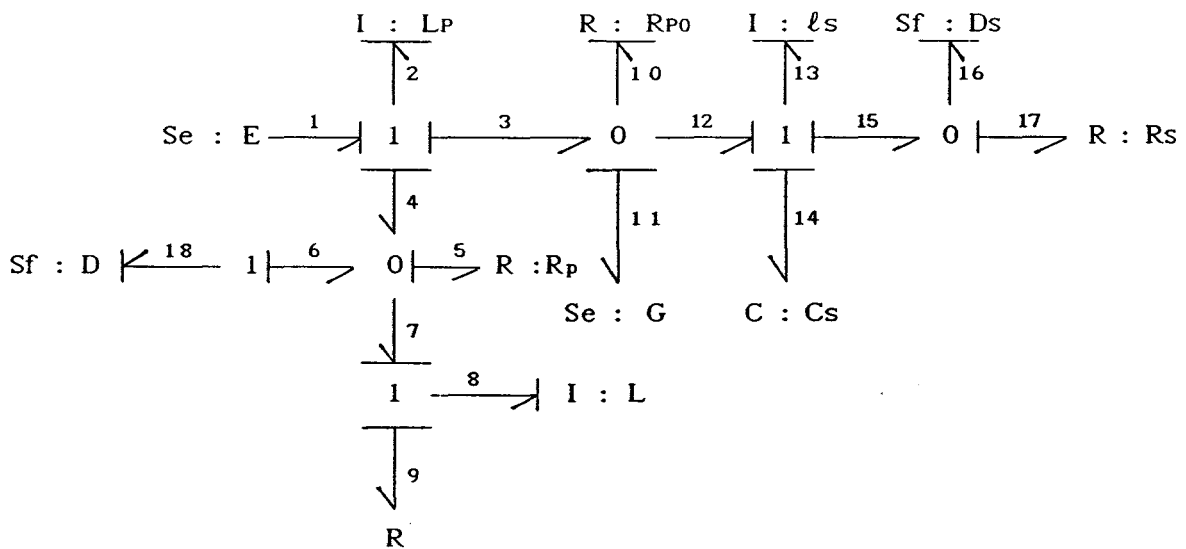 I : Lp R : Rpo I : ℓs Sf : Ds
2 10 13 16
Se : E 1 1 3 0 12 1 15 0 17 R : Rs
4 11 14
Sf : D 18 1 6 0 5 R : Rp
Se : G C : Cs
7
1 8 I : L
9
R